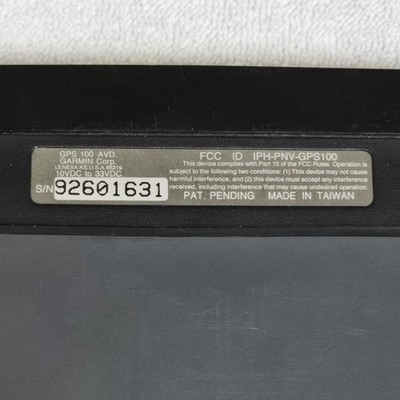 GPS 100 AVD.
GARMIN Corp.
LENEXA,KS,U.S.A. 66219
10VDC to 33VDC
S/N 92601631
FCC ID IPH-PNV-GPS100
This device complies with Part 15 of the FCC Rules. Operation is
subject to the following two conditions: (1) This device may not cause
harmful interference, and (2) this device must accept any interference
received, including interference that may cause undesired operation.
PAT. PENDING MADE IN TAIWAN